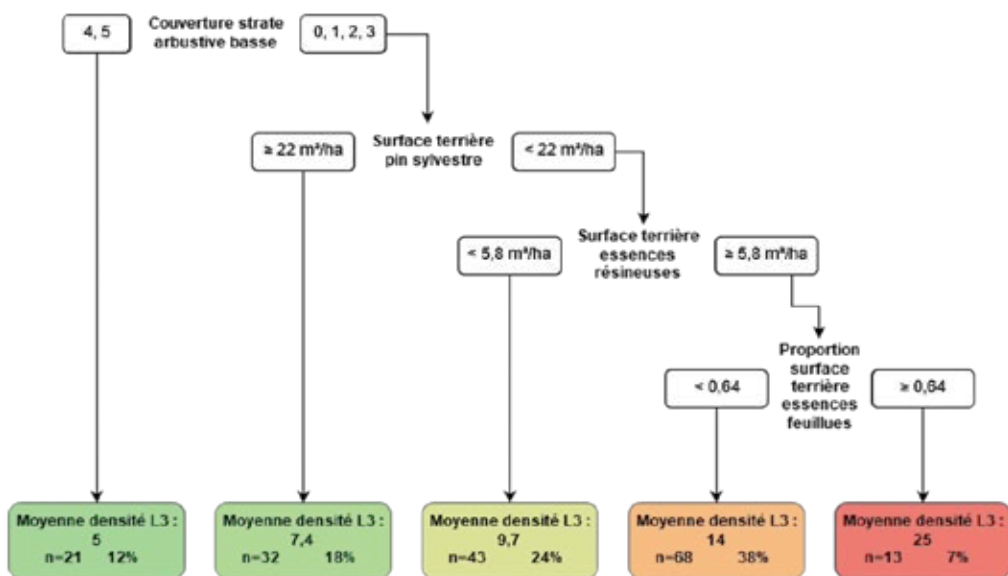 4, 5
Couverture strate
arbustive basse
0, 1, 2, 3
≥ 22 m²/ha
Surface terrière
pin sylvestre
< 22 m²/ha
< 5,8 m²/ha
Surface terrière
essences
résineuses
≥ 5,8 m²/ha
< 0,64
Proportion
surface
terrière
essences
feuillues
≥ 0,64
Moyenne densité L3 :
5
n=21 12%
Moyenne densité L3 :
7,4
n=32 18%
Moyenne densité L3 :
9,7
n=43 24%
Moyenne densité L3 :
14
n=68 38%
Moyenne densité L3 :
25
n=13 7%